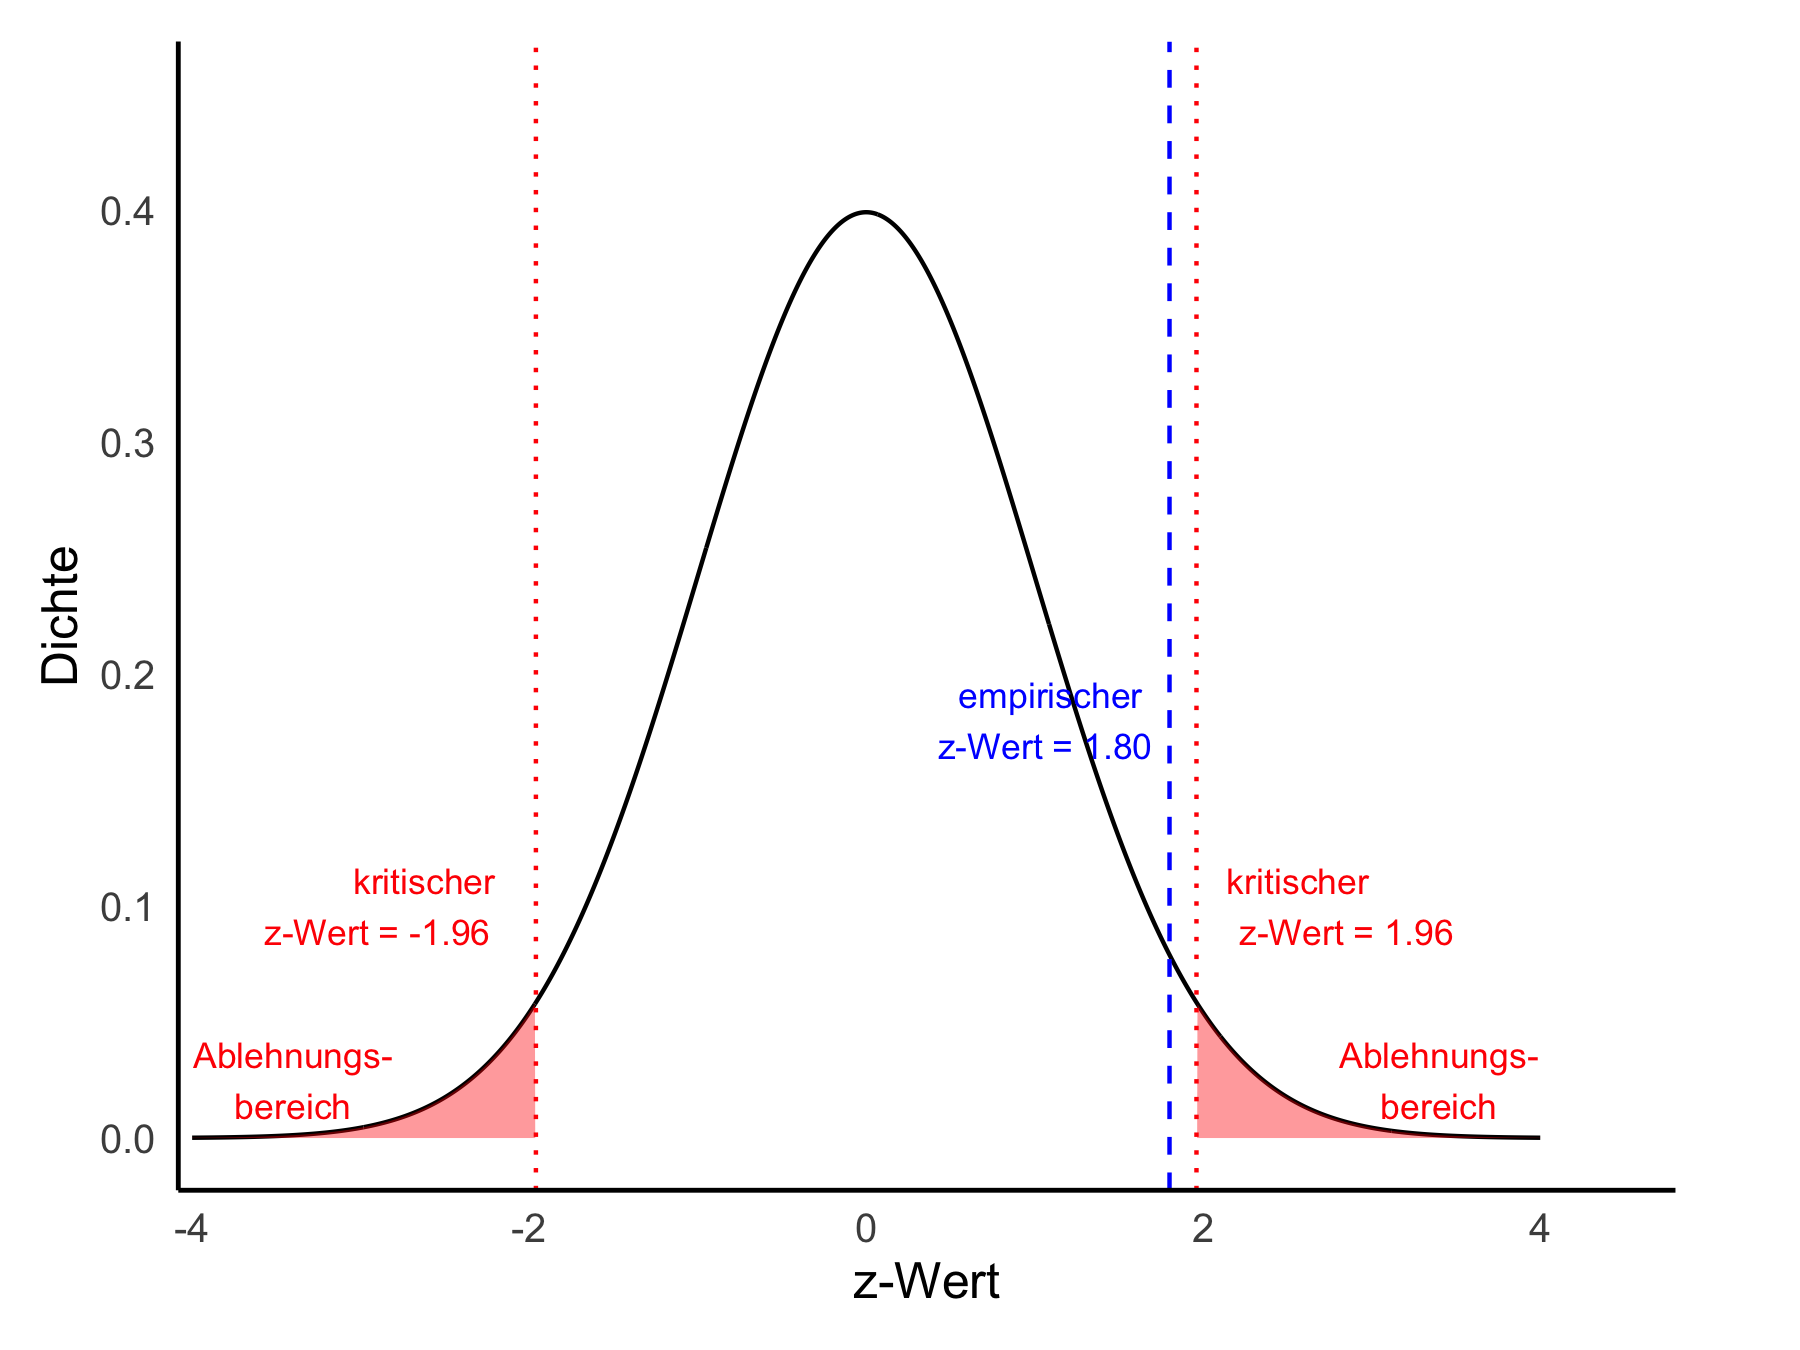 0.4
0.3
0.2
0.1
0.0
Dichte
empirischer
z-Wert = 1.80
kritischer
z-Wert = -1.96
kritischer
z-Wert = 1.96
Ablehnungs-
bereich
Ablehnungs-
bereich
-4 -2 0 2 4
z-Wert